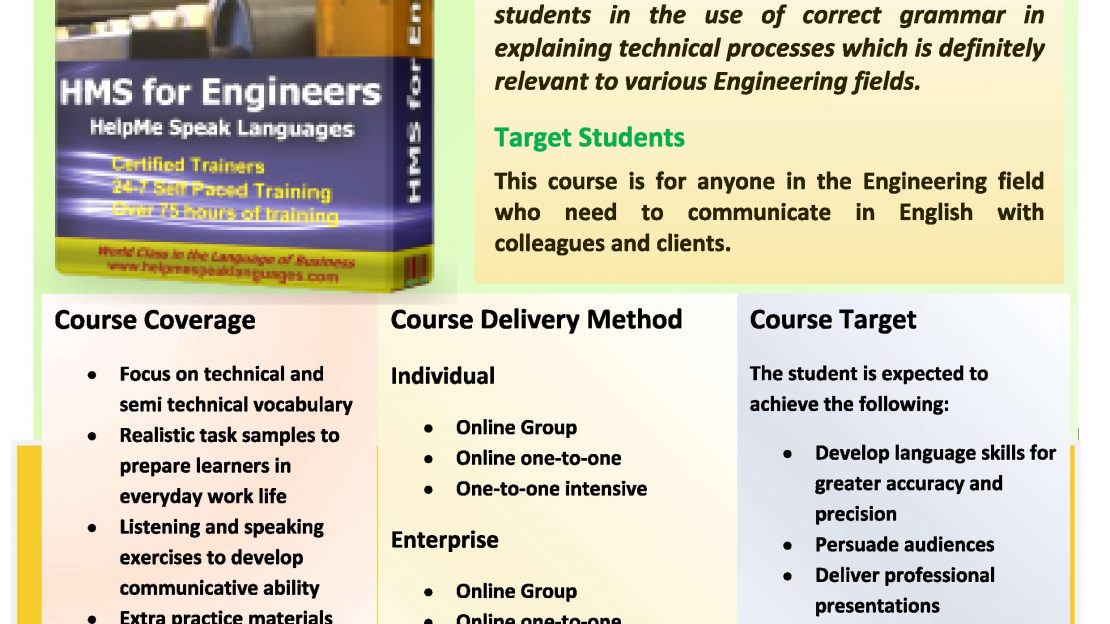 students in the use of correct grammar in
explaining technical processes which is definitely
relevant to various Engineering fields.
HMS for Engineers
HelpMe Speak Languages
Certified Trainers
24-7 Self Paced Training
Over 75 hours of training
World Class in the Language of Business
www.helpmespeaklanguages.com
HMS for En
Target Students
This course is for anyone in the Engineering field
who need to communicate in English with
colleagues and clients.
Course Coverage
• Focus on technical and
semi technical vocabulary
• Realistic task samples to
prepare learners in
everyday work life
• Listening and speaking
exercises to develop
communicative ability
• Extra practice materials
Course Delivery Method
Individual
• Online Group
• Online one-to-one
• One-to-one intensive
Enterprise
• Online Group
• Online one-to-one
Course Target
The student is expected to
achieve the following:
• Develop language skills for
greater accuracy and
precision
• Persuade audiences
• Deliver professional
presentations